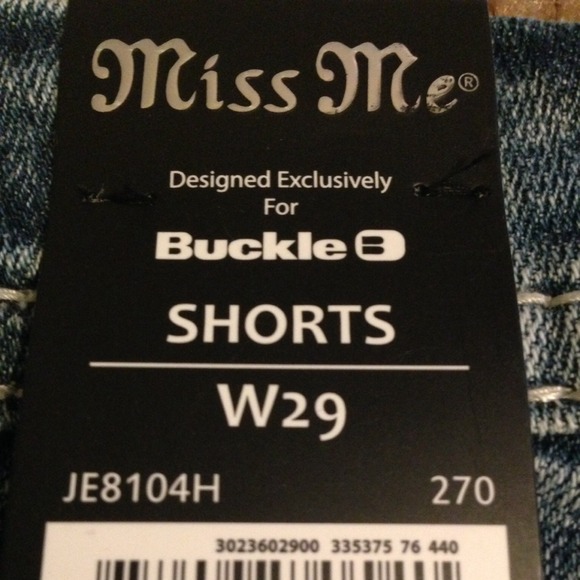 Miss Me®
Designed Exclusively
For
Buckle B
SHORTS
W29
JE8104H 270
3023602900 335375 76 440